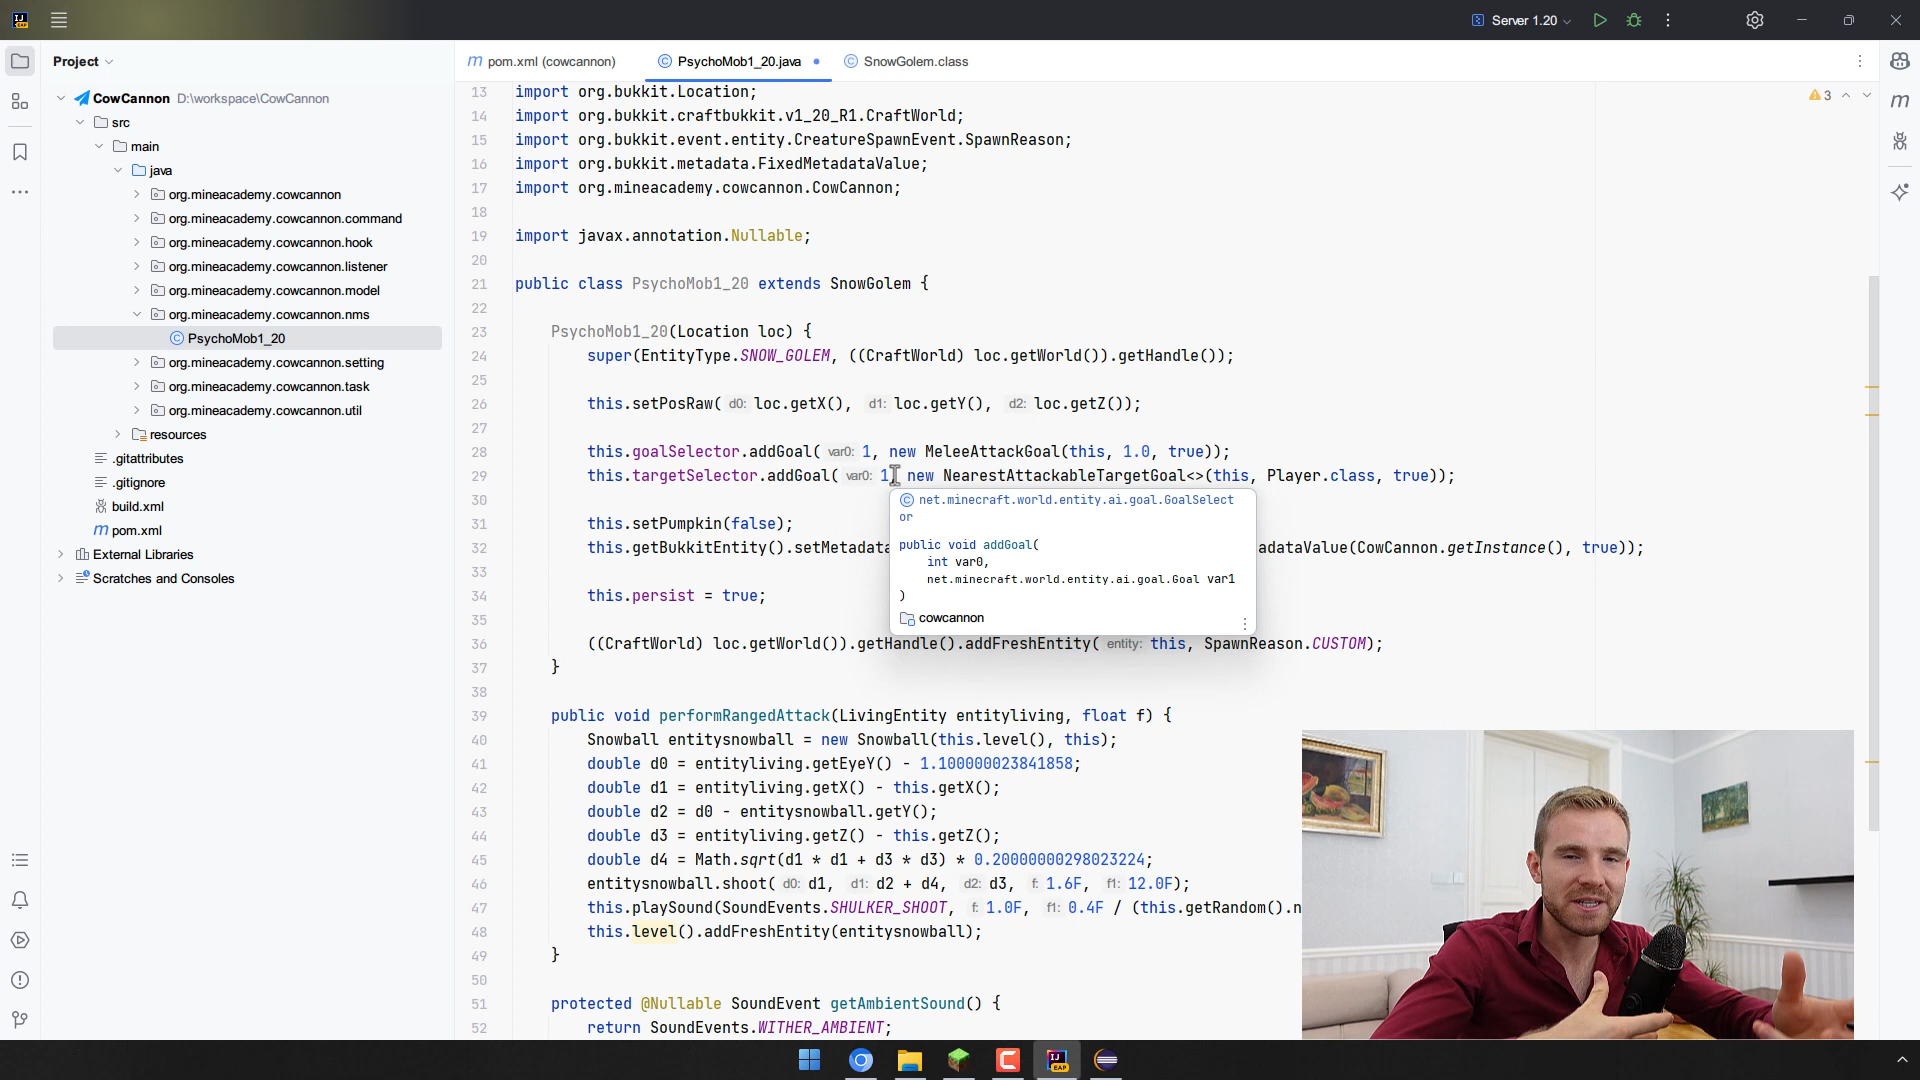 Server 1.20
Project
pom.xml (cowcannon)
PsychoMob1_20.java
SnowGolem.class
3
CowCannon D:\workspace\CowCannon
src
main
java
org.mineacademy.cowcannon
org.mineacademy.cowcannon.command
org.mineacademy.cowcannon.hook
org.mineacademy.cowcannon.listener
org.mineacademy.cowcannon.model
org.mineacademy.cowcannon.nms
PsychoMob1_20
org.mineacademy.cowcannon.setting
org.mineacademy.cowcannon.task
org.mineacademy.cowcannon.util
resources
.gitattributes
.gitignore
build.xml
pom.xml
External Libraries
Scratches and Consoles
13 import org.bukkit.Location;
14 import org.bukkit.craftbukkit.v1_20_R1.CraftWorld;
15 import org.bukkit.event.entity.CreatureSpawnEvent.SpawnReason;
16 import org.bukkit.metadata.FixedMetadataValue;
17 import org.mineacademy.cowcannon.CowCannon;
18
19 import javax.annotation.Nullable;
20
21 public class PsychoMob1_20 extends SnowGolem {
22
23 PsychoMob1_20(Location loc) {
24 super(EntityType.SNOW_GOLEM, ((CraftWorld) loc.getWorld()).getHandle());
25
26 this.setPosRaw( d0: loc.getX(), d1: loc.getY(), d2: loc.getZ());
27
28 this.goalSelector.addGoal( var0: 1, new MeleeAttackGoal(this, 1.0, true));
29 this.targetSelector.addGoal( var0: 1, new NearestAttackableTargetGoal<>(this, Player.class, true));
30
31 this.setPumpkin(false);
32 this.getBukkitEntity().setMetadata adataValue(CowCannon.getInstance(), true));
33
34 this.persist = true;
35
36 ((CraftWorld) loc.getWorld()).getHandle().addFreshEntity( entity: this, SpawnReason.CUSTOM);
37 }
38
39 public void performRangedAttack(LivingEntity entityliving, float f) {
40 Snowball entitysnowball = new Snowball(this.level(), this);
41 double d0 = entityliving.getEyeY() - 1.100000023841858;
42 double d1 = entityliving.getX() - this.getX();
43 double d2 = d0 - entitysnowball.getY();
44 double d3 = entityliving.getZ() - this.getZ();
45 double d4 = Math.sqrt(d1 * d1 + d3 * d3) * 0.20000000298023224;
46 entitysnowball.shoot( d0: d1, d1: d2 + d4, d2: d3, f: 1.6F, f1: 12.0F);
47 this.playSound(SoundEvents.SHULKER_SHOOT, f: 1.0F, f1: 0.4F / (this.getRandom().n
48 this.level().addFreshEntity(entitysnowball);
49 }
50
51 protected @Nullable SoundEvent getAmbientSound() {
52 return SoundEvents.WITHER_AMBIENT;
net.minecraft.world.entity.ai.goal.GoalSelect
or
public void addGoal(
int var0,
net.minecraft.world.entity.ai.goal.Goal var1
)
cowcannon